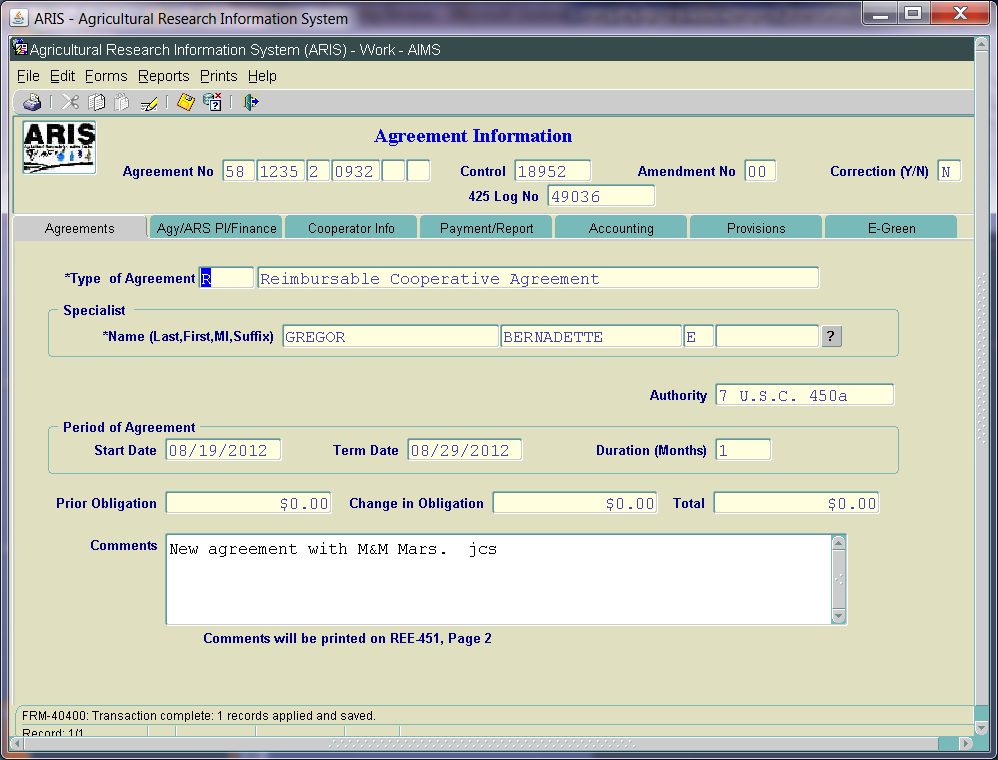 ARIS - Agricultural Research Information System
Agricultural Research Information System (ARIS) - Work - AIMS
File Edit Forms Reports Prints Help
ARIS
Agreement Information
Agreement No 58 1235 2 0932 Control 18952 Amendment No 00 Correction (Y/N) N
425 Log No 49036
Agreements Agy/ARS PI/Finance Cooperator Info Payment/Report Accounting Provisions E-Green
*Type of Agreement R Reimbursable Cooperative Agreement
Specialist
*Name (Last,First,MI,Suffix) GREGOR BERNADETTE E ?
Authority 7 U.S.C. 450a
Period of Agreement
Start Date 08/19/2012 Term Date 08/29/2012 Duration (Months) 1
Prior Obligation $0.00 Change in Obligation $0.00 Total $0.00
Comments New agreement with M&M Mars. jcs
Comments will be printed on REE-451, Page 2
FRM-40400: Transaction complete: 1 records applied and saved.
Record: 1/1